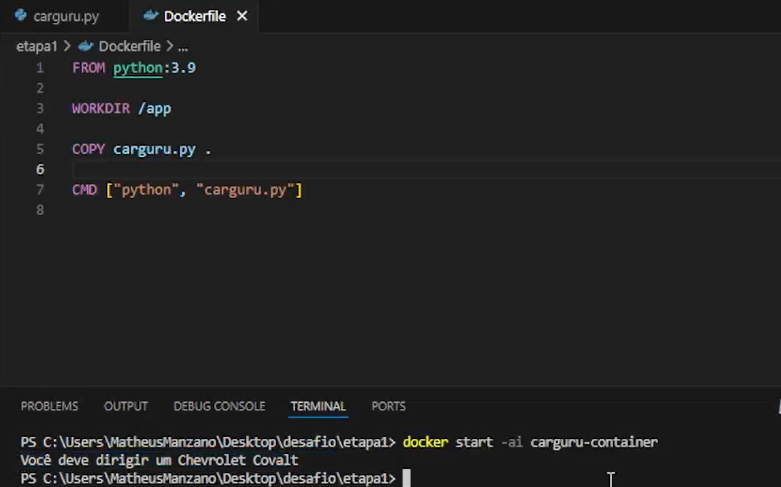 carguru.py Dockerfile
etapa1 > Dockerfile > ...
1 FROM python:3.9
2
3 WORKDIR /app
4
5 COPY carguru.py .
6
7 CMD ["python", "carguru.py"]
8
PROBLEMS OUTPUT DEBUG CONSOLE TERMINAL PORTS
PS C:\Users\MatheusManzano\Desktop\desafio\etapa1> docker start -ai carguru-container
Você deve dirigir um Chevrolet Covalt
PS C:\Users\MatheusManzano\Desktop\desafio\etapa1>